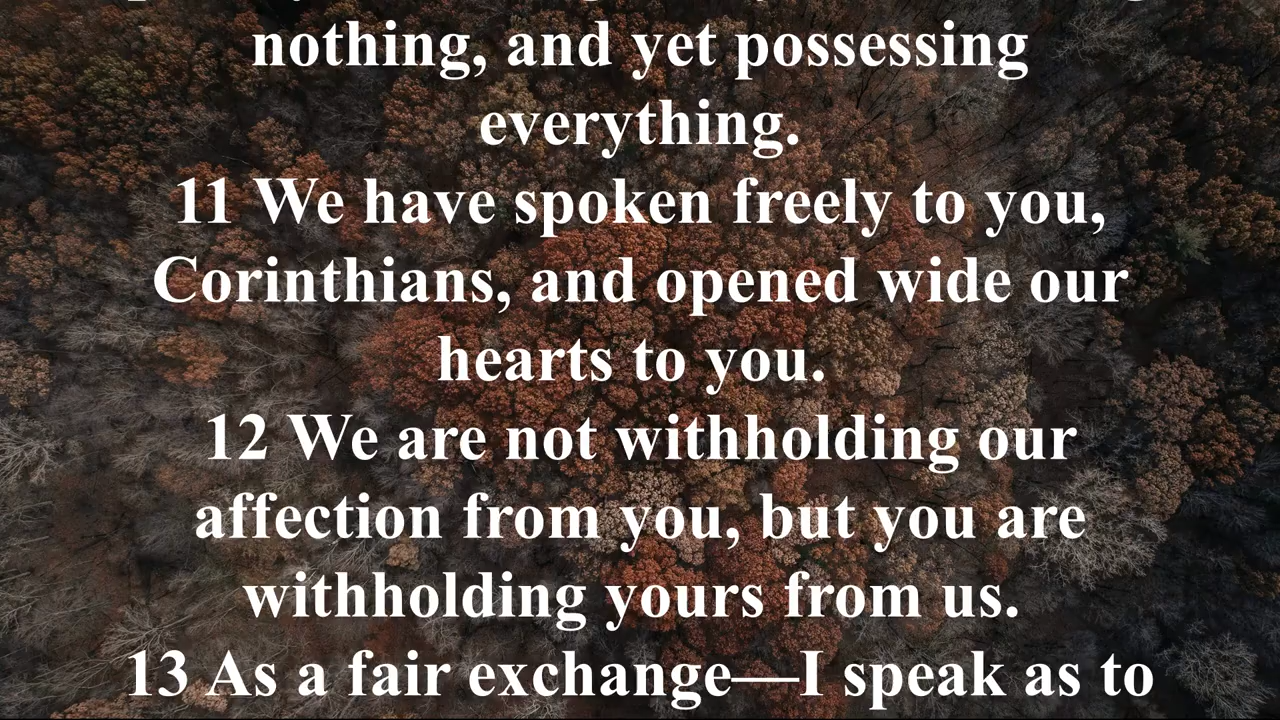 nothing, and yet possessing
everything.
11 We have spoken freely to you,
Corinthians, and opened wide our
hearts to you.
12 We are not withholding our
affection from you, but you are
withholding yours from us.
13 As a fair exchange—I speak as to